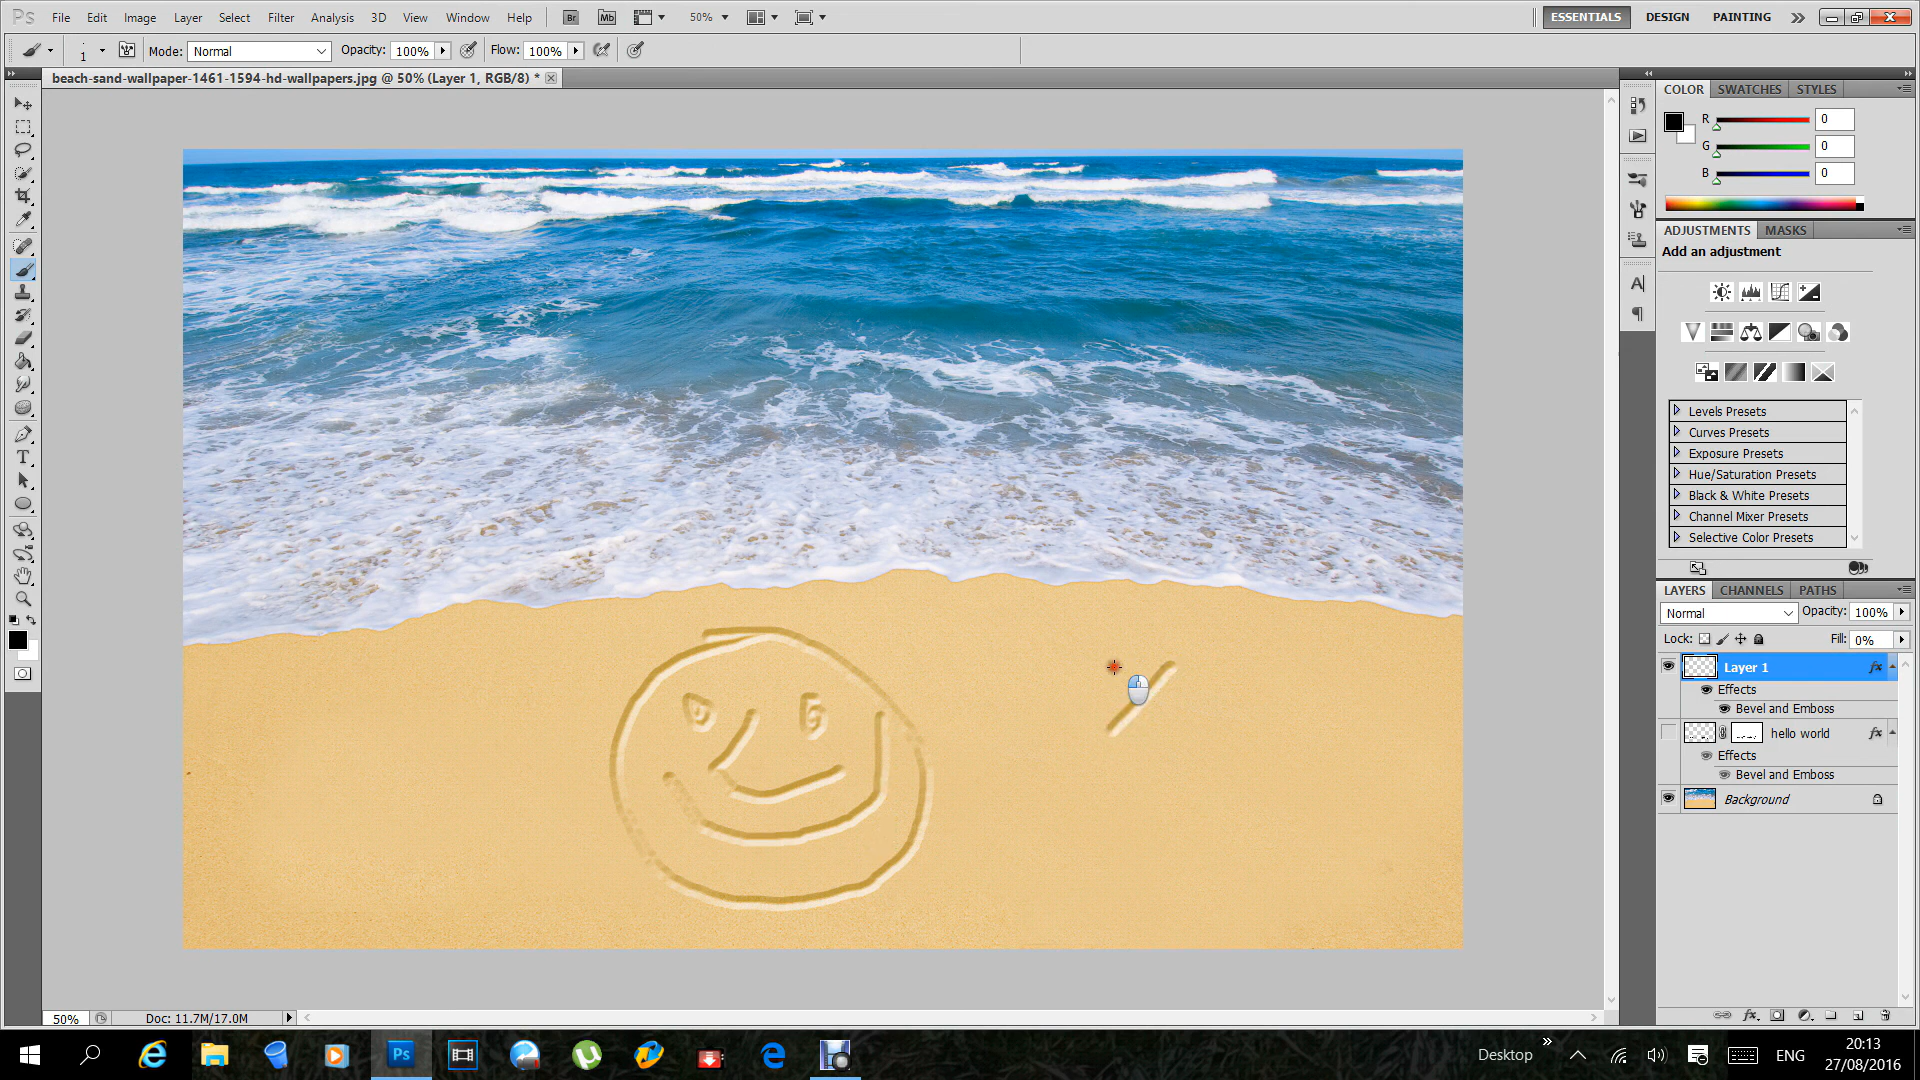 Ps File Edit Image Layer Select Filter Analysis 3D View Window Help Br Mb 50% ESSENTIALS DESIGN PAINTING
1 Mode: Normal Opacity: 100% Flow: 100%
beach-sand-wallpaper-1461-1594-hd-wallpapers.jpg @ 50% (Layer 1, RGB/8) *
COLOR SWATCHES STYLES
R 0
G 0
B 0
ADJUSTMENTS MASKS
Add an adjustment
Levels Presets
Curves Presets
Exposure Presets
Hue/Saturation Presets
Black & White Presets
Channel Mixer Presets
Selective Color Presets
LAYERS CHANNELS PATHS
Normal Opacity: 100%
Lock: Fill: 0%
Layer 1 fx
Effects
Bevel and Emboss
hello world fx
Effects
Bevel and Emboss
Background
50% Doc: 11.7M/17.0M
Ps Desktop ENG 20:13
27/08/2016